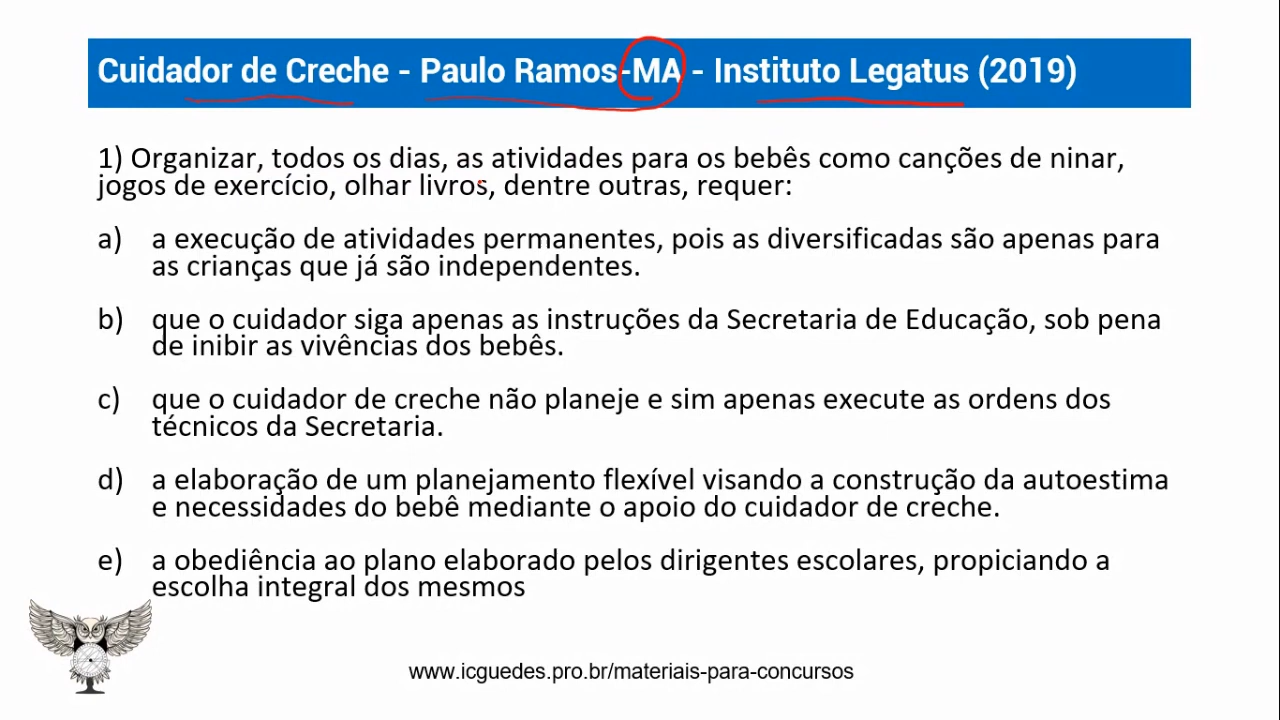 Cuidador de Creche - Paulo Ramos-MA - Instituto Legatus (2019)
1) Organizar, todos os dias, as atividades para os bebês como canções de ninar,
jogos de exercício, olhar livros, dentre outras, requer:
a) a execução de atividades permanentes, pois as diversificadas são apenas para
as crianças que já são independentes.
b) que o cuidador siga apenas as instruções da Secretaria de Educação, sob pena
de inibir as vivências dos bebês.
c) que o cuidador de creche não planeje e sim apenas execute as ordens dos
técnicos da Secretaria.
d) a elaboração de um planejamento flexível visando a construção da autoestima
e necessidades do bebê mediante o apoio do cuidador de creche.
e) a obediência ao plano elaborado pelos dirigentes escolares, propiciando a
escolha integral dos mesmos
www.icguedes.pro.br/materiais-para-concursos